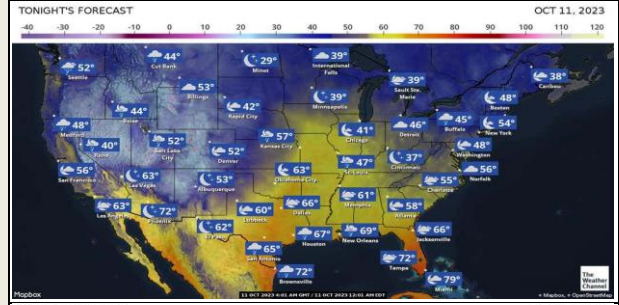 TONIGHT'S FORECAST
OCT 11, 2023
-40 -30 -20 -10 0 10 20 30 40 50 60 70 80 90 100 110 120
52°
Seattle
44°
Cut Bank
29°
Minot
39°
International
Falls
39°
Sault Ste.
Marie
38°
Caribou
53°
Billings
44°
Boise
42°
Rapid City
39°
Minneapolis
48°
Boston
48°
Medford
46°
Detroit
45°
Buffalo
54°
New York
40°
Reno
52°
Salt Lake
City
52°
Denver
57°
Kansas City
41°
Chicago
48°
Washington
56°
San Francisco
63°
Las Vegas
53°
Albuquerque
63°
Oklahoma City
47°
St. Louis
37°
Cincinnati
56°
Norfolk
55°
Charlotte
63°
Los Angeles
72°
Phoenix
62°
El Paso
60°
66°
Dallas
61°
Memphis
58°
Atlanta
65°
San Antonio
67°
Houston
69°
New Orleans
66°
Jacksonville
72°
Brownsville
72°
Tampa
79°
Miami
Mapbox
11 OCT 2023 4:01 AM GMT / 11 OCT 2023 12:01 AM EDT
The
Weather
Channel
© Mapbox, © OpenStreetMap